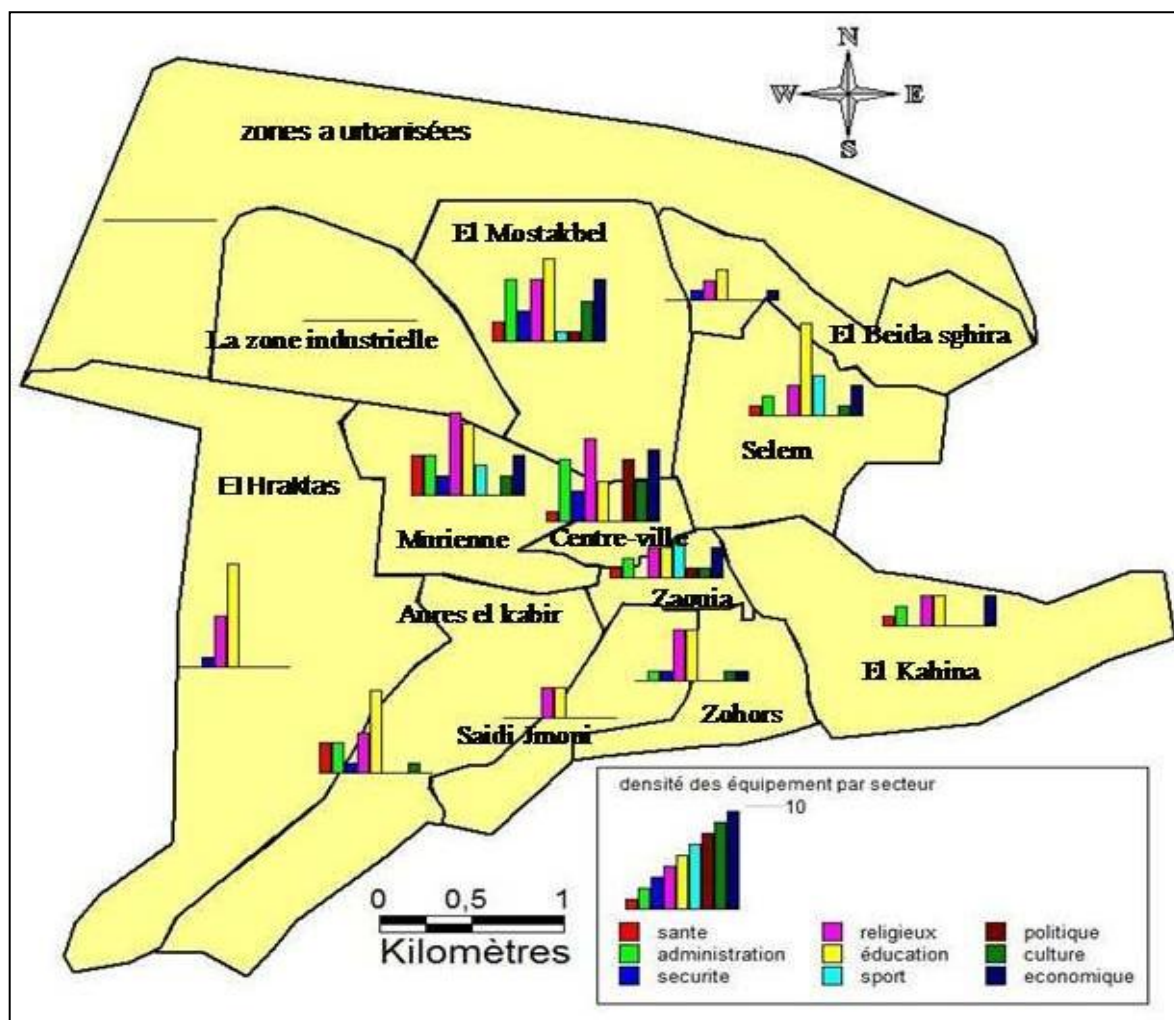 N
W E
S
zones a urbanisées
El Mostakbel
La zone industrielle
El Beida sghira
Selem
El Hraktas
Murienne
Centre-ville
Zaouia
Aures el kabir
El Kahina
Saidi Jmoni
Zohors
densité des équipement par secteur
10
sante
administration
securite
religieux
éducation
sport
politique
culture
economique
0 0,5 1
Kilomètres